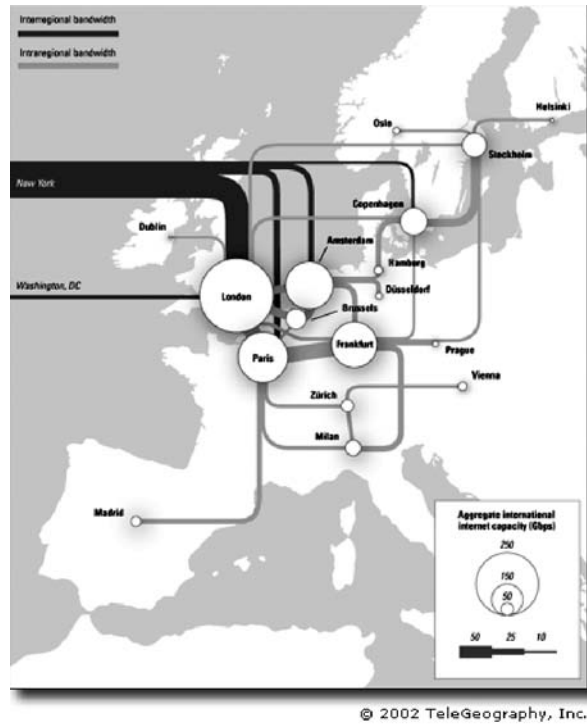 Interregional bandwidth
Intraregional bandwidth
Helsinki
Oslo
Stockholm
New York
Copenhagen
Dublin
Amsterdam
Hamburg
Washington, DC
London
Düsseldorf
Brussels
Frankfurt
Prague
Paris
Vienna
Zürich
Milan
Madrid
Aggregate international
internet capacity (Gbps)
250
150
50
50 25 10
© 2002 TeleGeography, Inc.